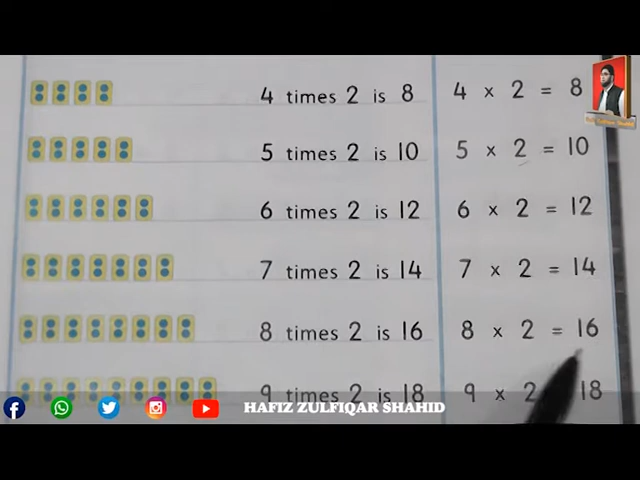 4 times 2 is 8 4 x 2 = 8
5 times 2 is 10 5 x 2 = 10
6 times 2 is 12 6 x 2 = 12
7 times 2 is 14 7 x 2 = 14
8 times 2 is 16 8 x 2 = 16
9 times 2 is 18 9 x 2 18
HAFIZ ZULFIQAR SHAHID